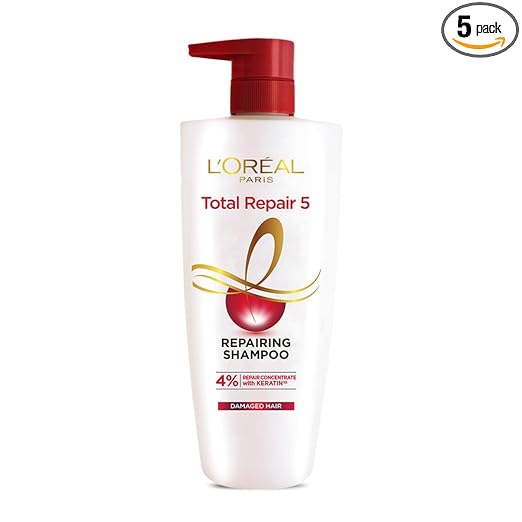 5 pack
L'ORÉAL
PARIS
Total Repair 5
REPAIRING
SHAMPOO
4% REPAIR CONCENTRATE
with KERATIN
DAMAGED HAIR